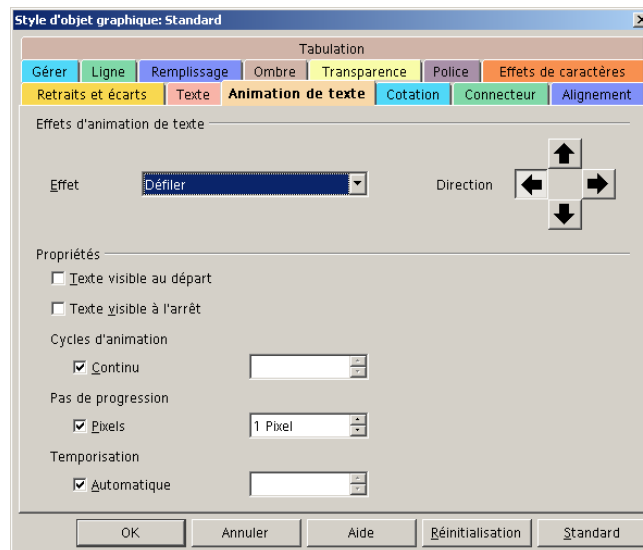 Style d'objet graphique: Standard
Tabulation
Gérer Ligne Remplissage Ombre Transparence Police Effets de caractères
Retraits et écarts Texte Animation de texte Cotation Connecteur Alignement
Effets d'animation de texte
Effet Défiler Direction
Propriétés
Texte visible au départ
Texte visible à l'arrêt
Cycles d'animation
Continu
Pas de progression
Pixels 1 Pixel
Temporisation
Automatique
OK Annuler Aide Réinitialisation Standard